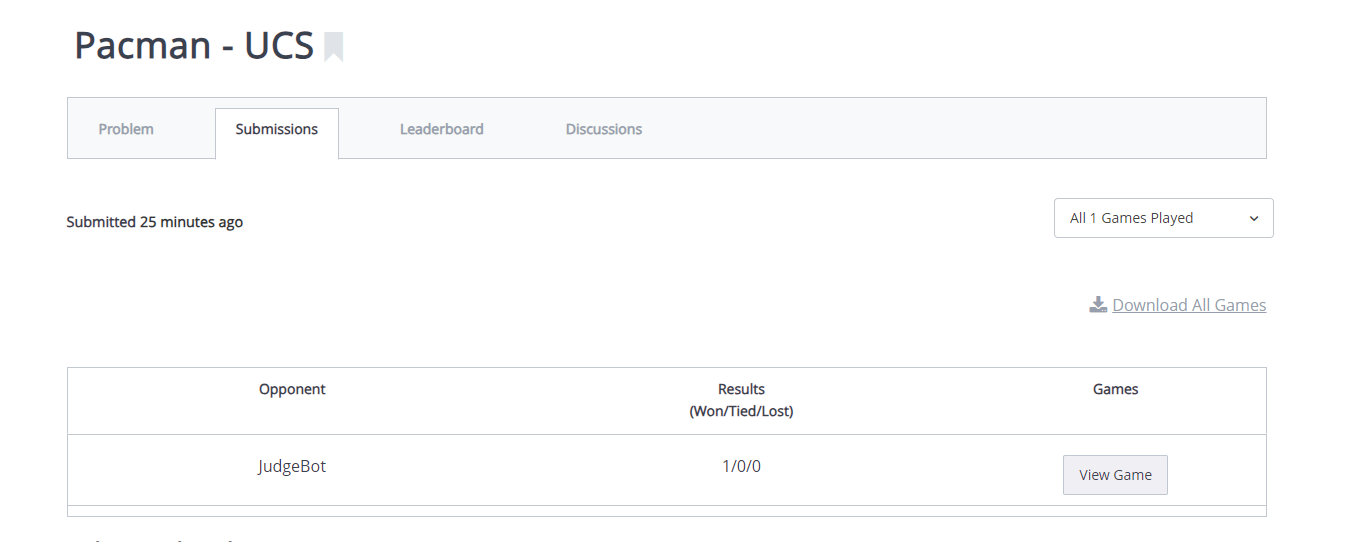 Pacman - UCS
Problem
Submissions
Leaderboard
Discussions
Submitted 25 minutes ago
All 1 Games Played
Download All Games
Opponent
Results
(Won/Tied/Lost)
Games
JudgeBot
1/0/0
View Game